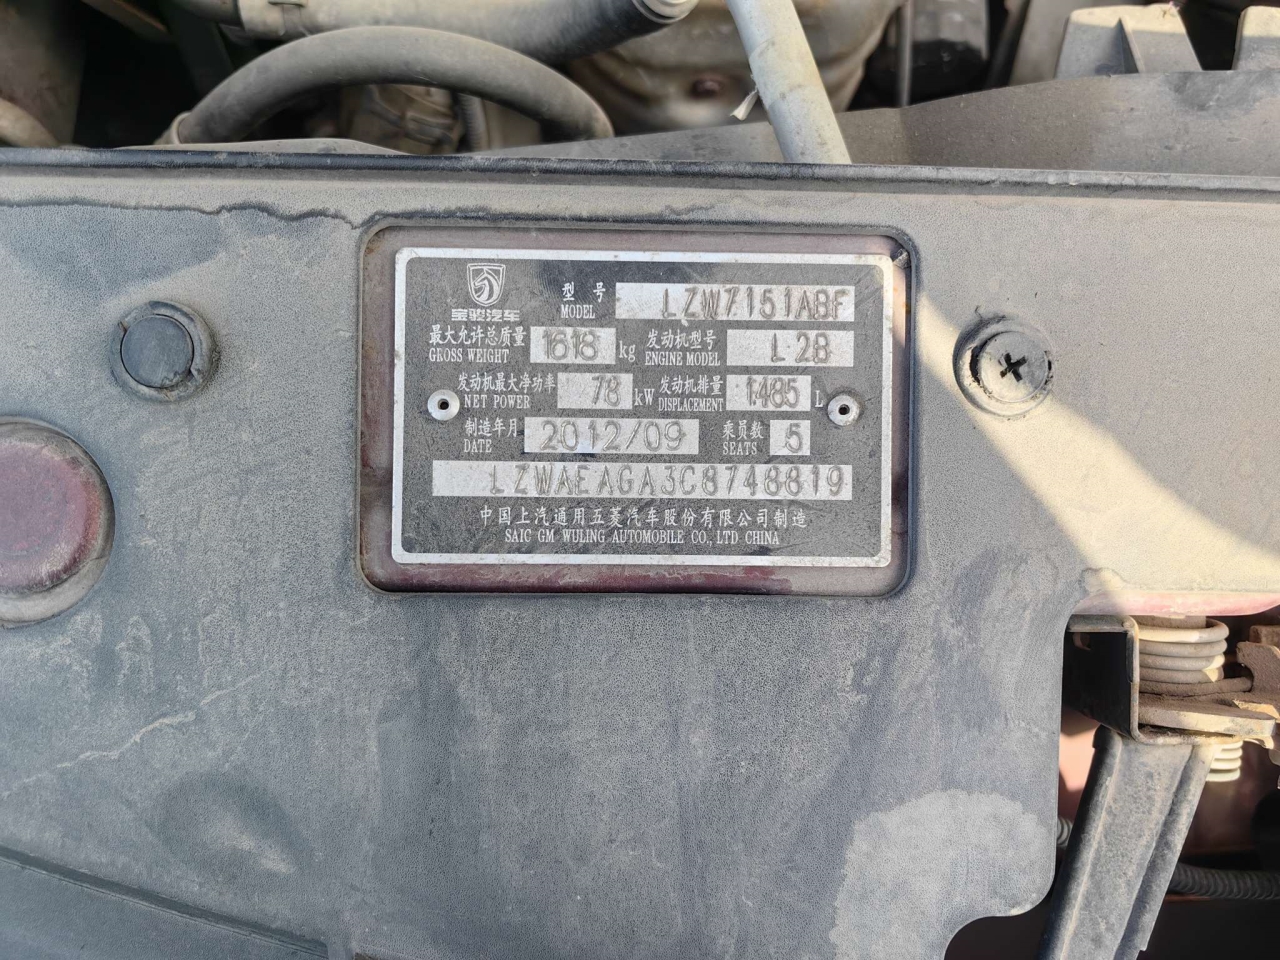 宝骏汽车
型号 MODEL LZW7151ABF
最大允许总质量 GROSS WEIGHT 1618 kg 发动机型号 ENGINE MODEL L2B
发动机最大净功率 NET POWER 78 kW 发动机排量 DISPLACEMENT 1.485 L
制造年月 DATE 2012/09 乘员数 SEATS 5
LZWAEAGA3C8748819
中国上汽通用五菱汽车股份有限公司制造
SAIC GM WULING AUTOMOBILE CO., LTD CHINA